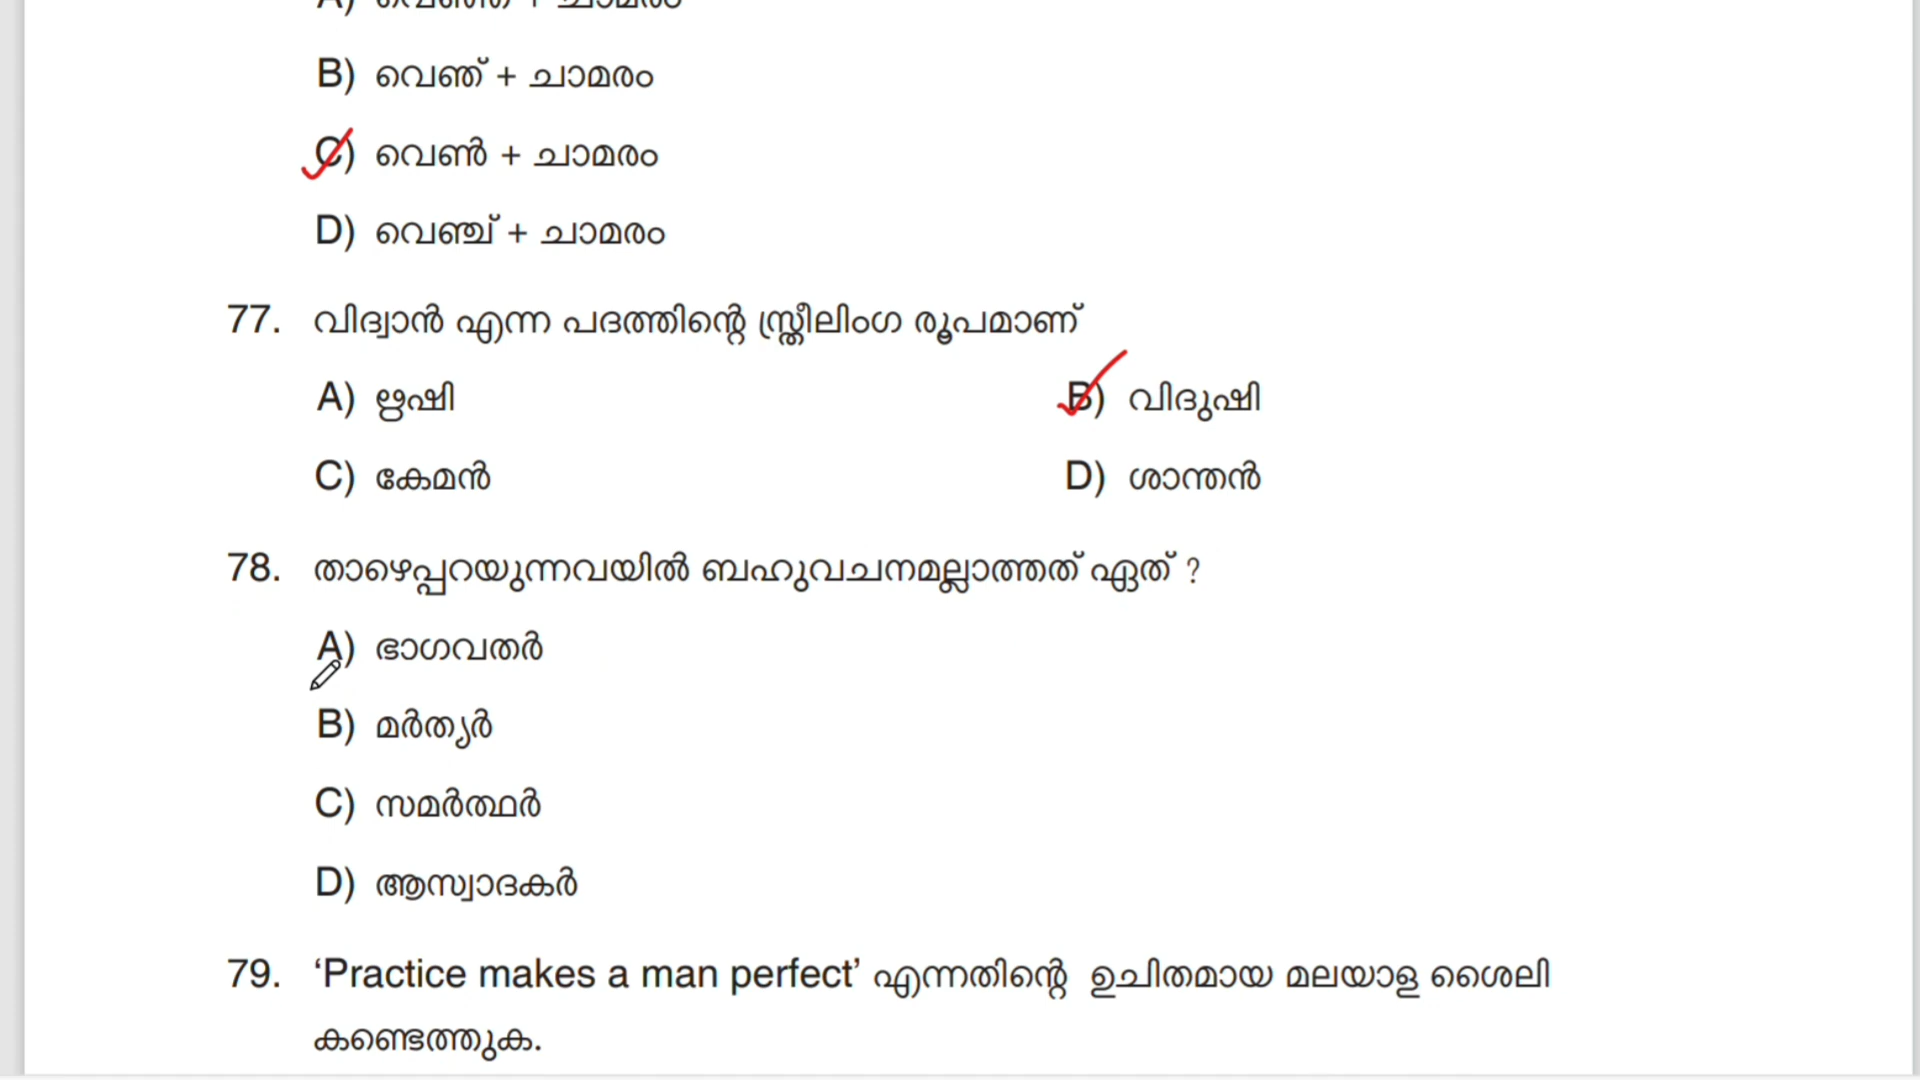 A) വെഞ്ഞ + ചാമരം
B) വെഞ് + ചാമരം
C) വെൺ + ചാമരം
D) വെഞ്ച് + ചാമരം
77. വിദ്വാൻ എന്ന പദത്തിന്റെ സ്ത്രീലിംഗ രൂപമാണ്
A) ഋഷി B) വിദുഷി
C) കേമൻ D) ശാന്തൻ
78. താഴെപ്പറയുന്നവയിൽ ബഹുവചനമല്ലാത്തത് ഏത് ?
A) ഭാഗവതർ
B) മർത്യർ
C) സമർത്ഥർ
D) ആസ്വാദകർ
79. ‘Practice makes a man perfect’ എന്നതിന്റെ ഉചിതമായ മലയാള ശൈലി
കണ്ടെത്തുക.